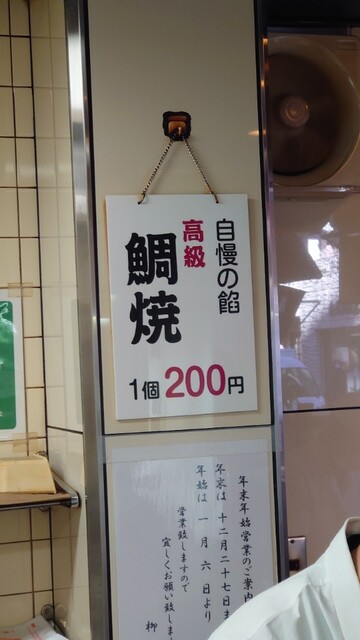 自慢の餡
高級
鯛焼
1個200円
年末年始営業のご案内
年末は 十二月二十七日ま
年始は 一月 六日より
営業致しますので
宜しくお願い致しま
柳